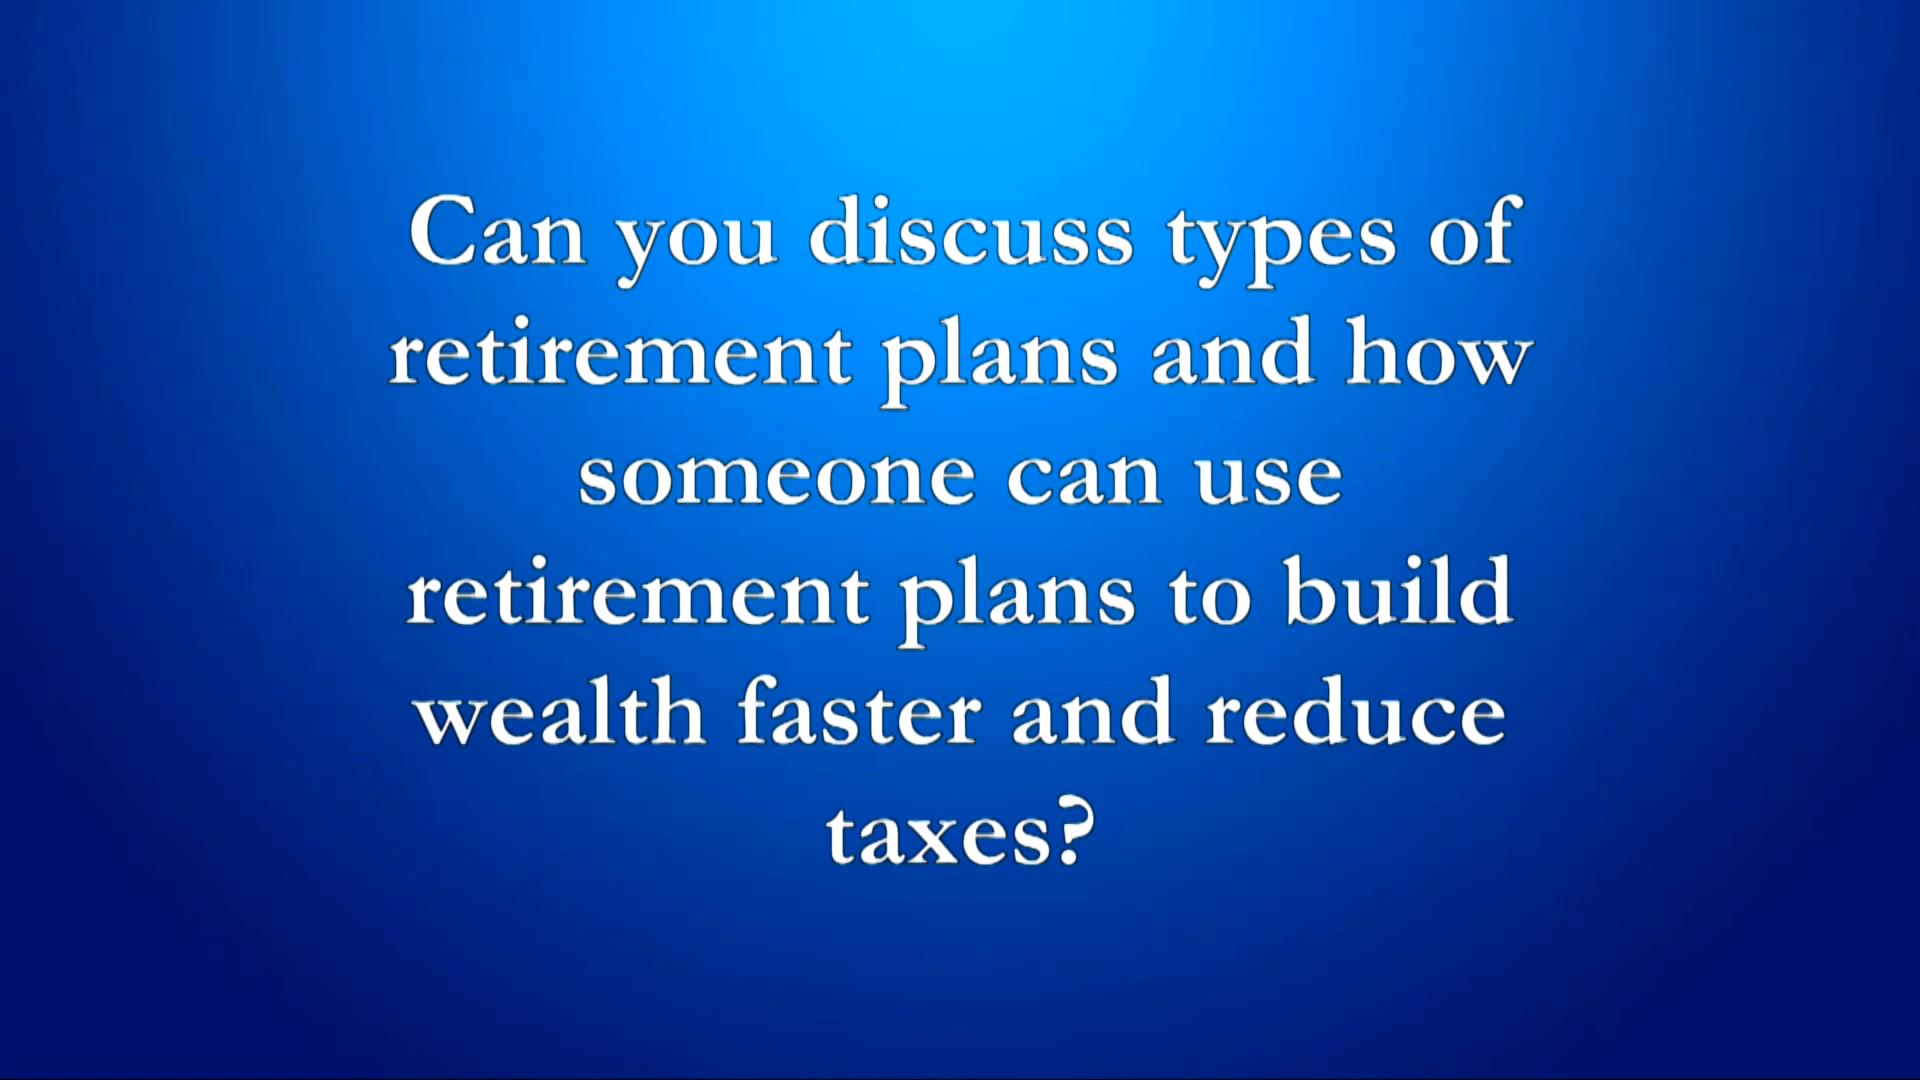 Can you discuss types of
retirement plans and how
someone can use
retirement plans to build
wealth faster and reduce
taxes?